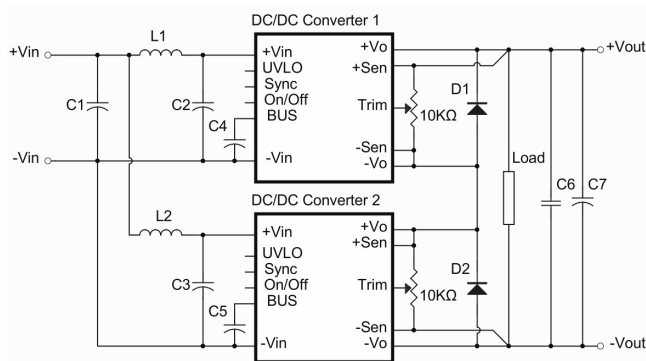 DC/DC Converter 1
L1
+Vin
+Vin
+Vo
+Vout
UVLO
+Sen
Sync
D1
C1
C2
On/Off
Trim
10KΩ
C4
BUS
-Sen
-Vin
-Vin
-Vo
Load
C6
C7
DC/DC Converter 2
L2
+Vin
+Vo
+Sen
UVLO
Sync
D2
C3
On/Off
Trim
10KΩ
C5
BUS
-Sen
-Vin
-Vo
-Vout